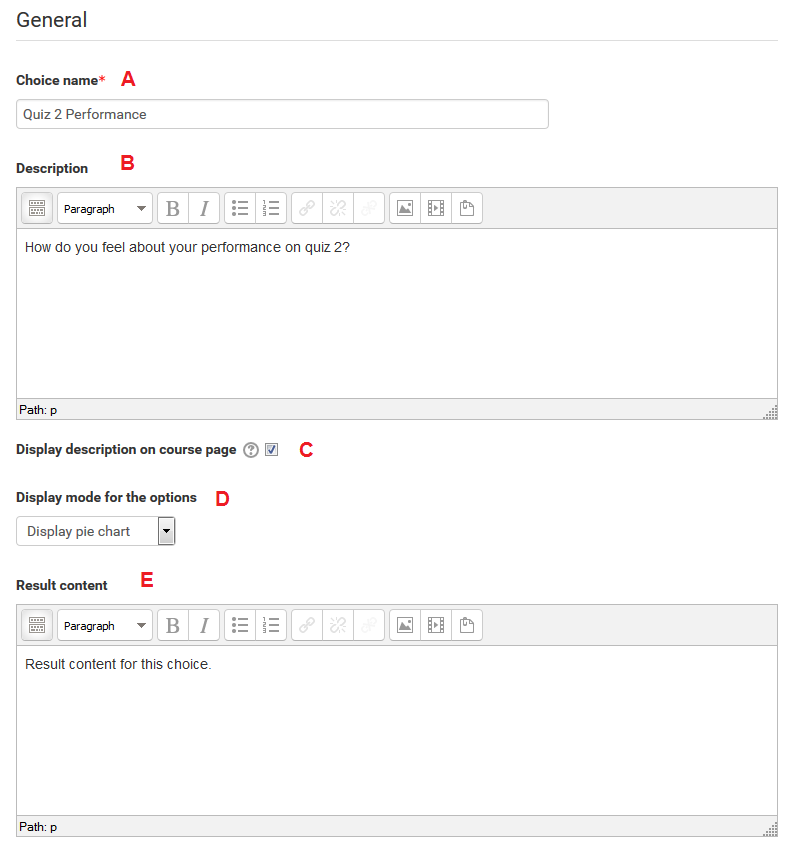 General
Choice name* A
Quiz 2 Performance
Description B
Paragraph B I
How do you feel about your performance on quiz 2?
Path: p
Display description on course page ? C
Display mode for the options D
Display pie chart
Result content E
Paragraph B I
Result content for this choice.
Path: p